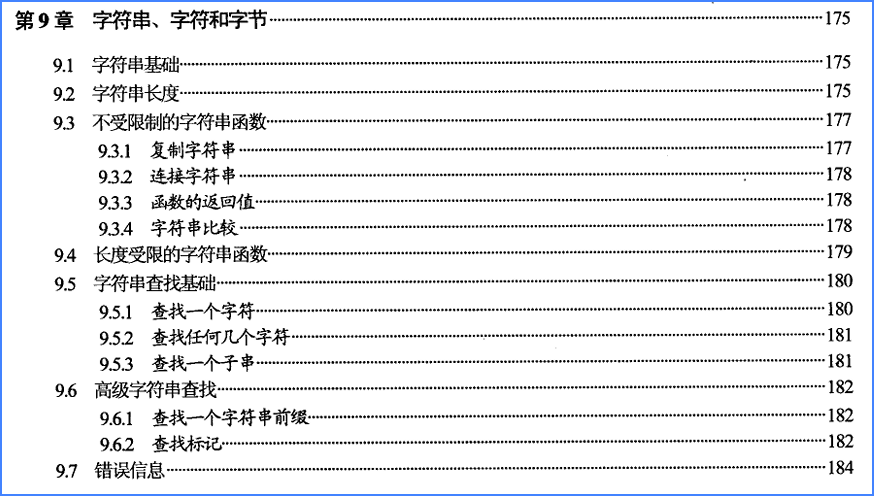 第9章 字符串、字符和字节 175
9.1 字符串基础 175
9.2 字符串长度 175
9.3 不受限制的字符串函数 177
9.3.1 复制字符串 177
9.3.2 连接字符串 178
9.3.3 函数的返回值 178
9.3.4 字符串比较 178
9.4 长度受限的字符串函数 179
9.5 字符串查找基础 180
9.5.1 查找一个字符 180
9.5.2 查找任何几个字符 181
9.5.3 查找一个子串 181
9.6 高级字符串查找 182
9.6.1 查找一个字符串前缀 182
9.6.2 查找标记 182
9.7 错误信息 184